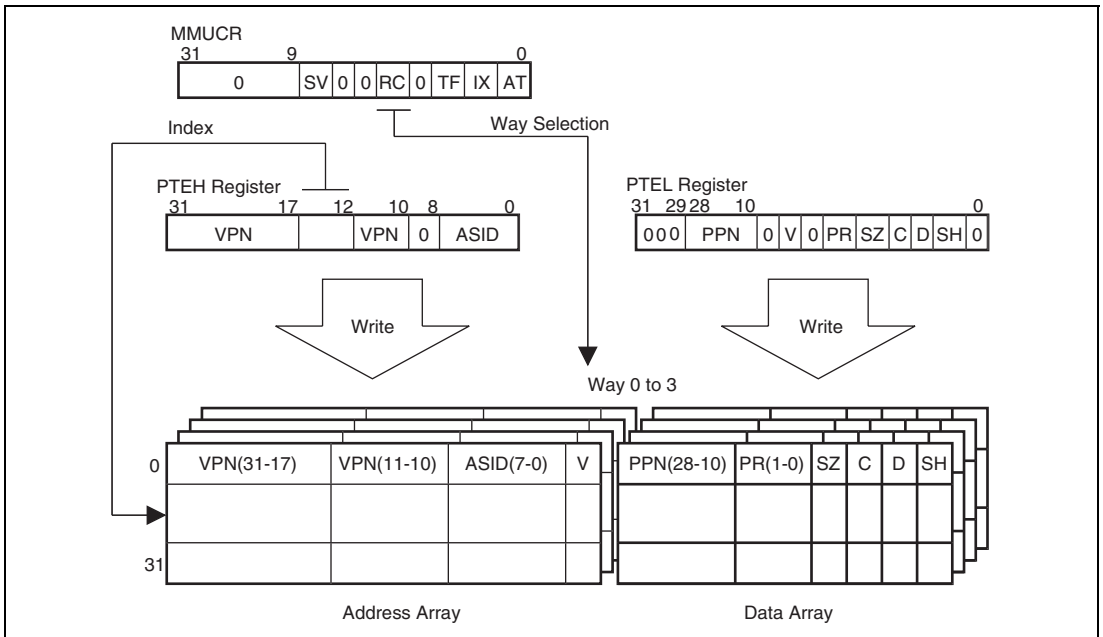 MMUCR
31 9 0
0 SV 0 0 RC 0 TF IX AT
Index
Way Selection
PTEH Register
31 17 12 10 8 0
VPN VPN 0 ASID
PTEL Register
31 29 28 10 0
0 0 0 PPN 0 V 0 PR SZ C D SH 0
Write
Write
Way 0 to 3
0 VPN(31-17) VPN(11-10) ASID(7-0) V PPN(28-10) PR(1-0) SZ C D SH
31
Address Array
Data Array